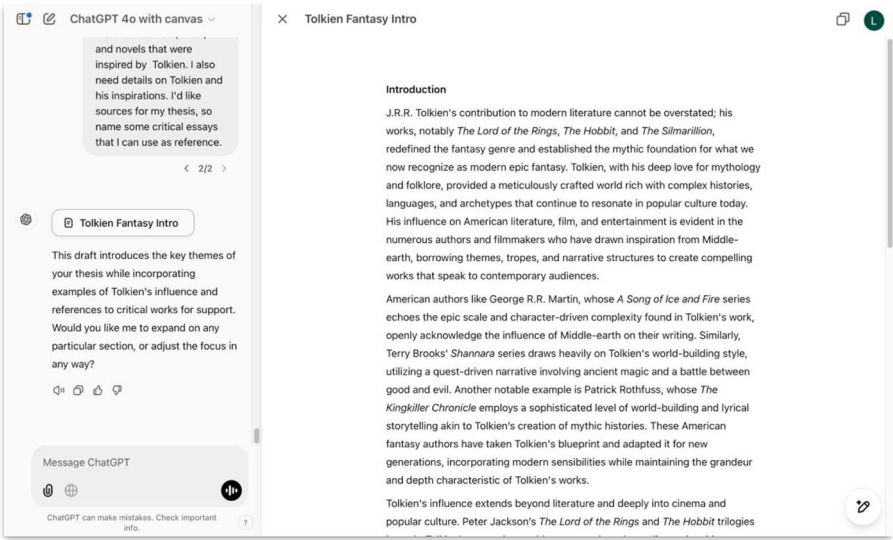 ChatGPT 4o with canvas
and novels that were
inspired by Tolkien. I also
need details on Tolkien and
his inspirations. I'd like
sources for my thesis, so
name some critical essays
that I can use as reference.
2/2
Tolkien Fantasy Intro
This draft introduces the key themes of
your thesis while incorporating
examples of Tolkien's influence and
references to critical works for support.
Would you like me to expand on any
particular section, or adjust the focus in
any way?
Message ChatGPT
ChatGPT can make mistakes. Check important
info.
?
Tolkien Fantasy Intro
L
Introduction
J.R.R. Tolkien's contribution to modern literature cannot be overstated; his
works, notably The Lord of the Rings, The Hobbit, and The Silmarillion,
redefined the fantasy genre and established the mythic foundation for what we
now recognize as modern epic fantasy. Tolkien, with his deep love for mythology
and folklore, provided a meticulously crafted world rich with complex histories,
languages, and archetypes that continue to resonate in popular culture today.
His influence on American literature, film, and entertainment is evident in the
numerous authors and filmmakers who have drawn inspiration from Middle-
earth, borrowing themes, tropes, and narrative structures to create compelling
works that speak to contemporary audiences.
American authors like George R.R. Martin, whose A Song of Ice and Fire series
echoes the epic scale and character-driven complexity found in Tolkien's work,
openly acknowledge the influence of Middle-earth on their writing. Similarly,
Terry Brooks' Shannara series draws heavily on Tolkien's world-building style,
utilizing a quest-driven narrative involving ancient magic and a battle between
good and evil. Another notable example is Patrick Rothfuss, whose The
Kingkiller Chronicle employs a sophisticated level of world-building and lyrical
storytelling akin to Tolkien's creation of mythic histories. These American
fantasy authors have taken Tolkien's blueprint and adapted it for new
generations, incorporating modern sensibilities while maintaining the grandeur
and depth characteristic of Tolkien's works.
Tolkien's influence extends beyond literature and deeply into cinema and
popular culture. Peter Jackson's The Lord of the Rings and The Hobbit trilogies